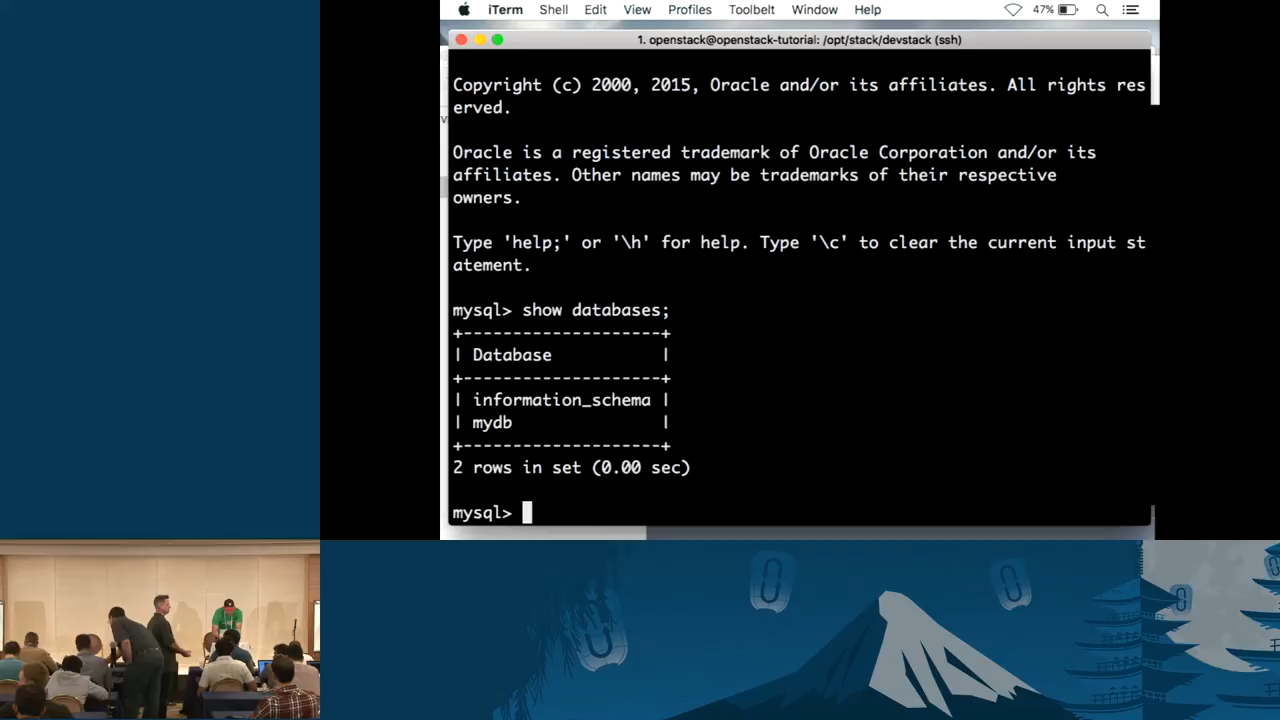 iTerm Shell Edit View Profiles Toolbelt Window Help 47%
1. openstack@openstack-tutorial: /opt/stack/devstack (ssh)
Copyright (c) 2000, 2015, Oracle and/or its affiliates. All rights res
erved.
Oracle is a registered trademark of Oracle Corporation and/or its
affiliates. Other names may be trademarks of their respective
owners.
Type 'help;' or '\h' for help. Type '\c' to clear the current input st
atement.
mysql> show databases;
+--------------------+
| Database           |
+--------------------+
| information_schema |
| mydb               |
+--------------------+
2 rows in set (0.00 sec)
mysql>